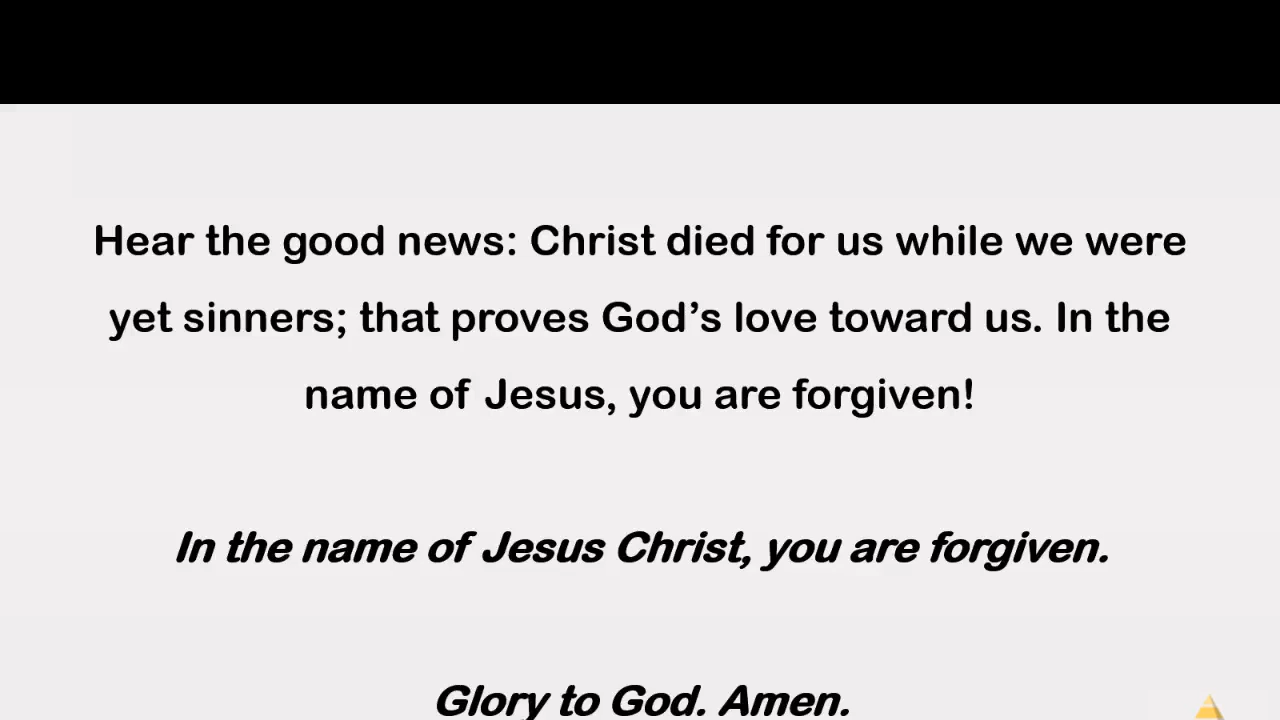 Hear the good news: Christ died for us while we were
yet sinners; that proves God’s love toward us. In the
name of Jesus, you are forgiven!
In the name of Jesus Christ, you are forgiven.
Glory to God. Amen.